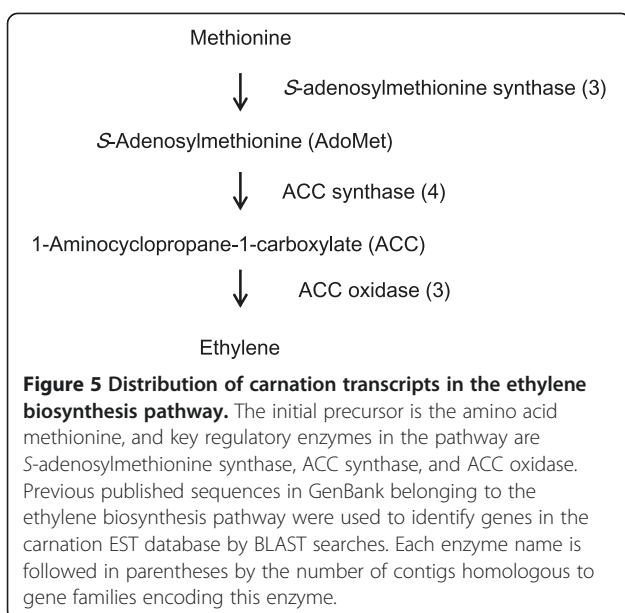 Methionine
S-adenosylmethionine synthase (3)
S-Adenosylmethionine (AdoMet)
ACC synthase (4)
1-Aminocyclopropane-1-carboxylate (ACC)
ACC oxidase (3)
Ethylene
Figure 5 Distribution of carnation transcripts in the ethylene
biosynthesis pathway. The initial precursor is the amino acid
methionine, and key regulatory enzymes in the pathway are
S-adenosylmethionine synthase, ACC synthase, and ACC oxidase.
Previous published sequences in GenBank belonging to the
ethylene biosynthesis pathway were used to identify genes in the
carnation EST database by BLAST searches. Each enzyme name is
followed in parentheses by the number of contigs homologous to
gene families encoding this enzyme.